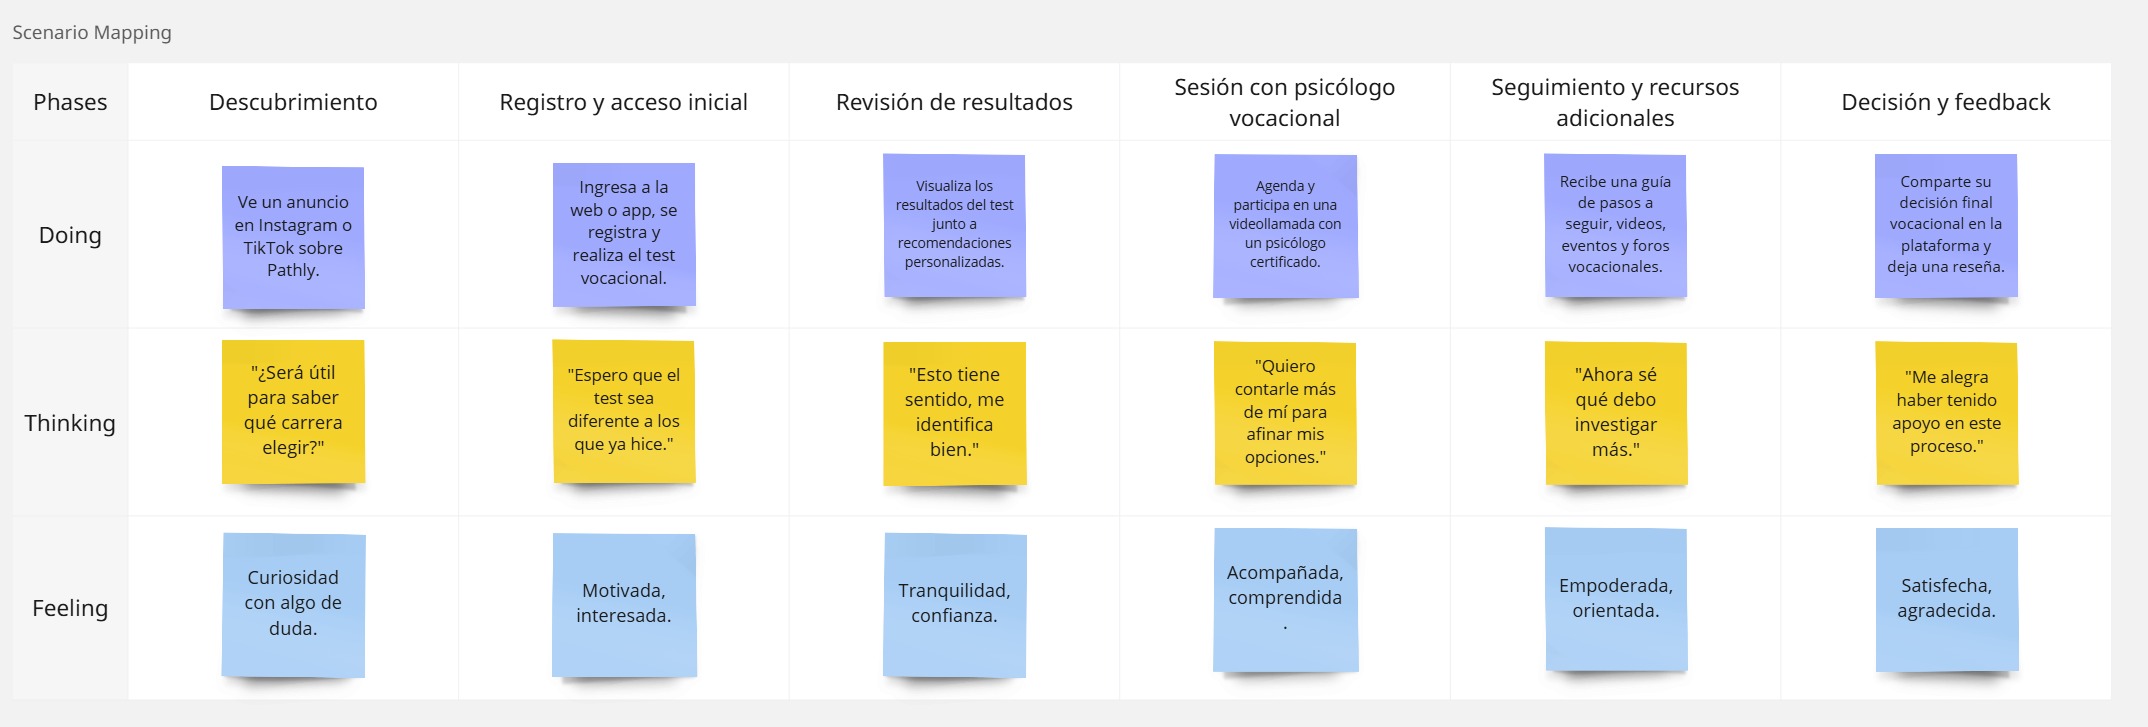 Scenario Mapping
Phases
Descubrimiento
Registro y acceso inicial
Revisión de resultados
Sesión con psicólogo
vocacional
Seguimiento y recursos
adicionales
Decisión y feedback
Doing
Ve un anuncio
en Instagram o
TikTok sobre
Pathly.
Ingresa a la
web o app, se
registra y
realiza el test
vocacional.
Visualiza los
resultados del test
junto a
recomendaciones
personalizadas.
Agenda y
participa en una
videollamada con
un psicólogo
certificado.
Recibe una guía
de pasos a
seguir, videos,
eventos y foros
vocacionales.
Comparte su
decisión final
vocacional en la
plataforma y
deja una reseña.
Thinking
"¿Será útil
para saber
qué carrera
elegir?"
"Espero que el
test sea
diferente a los
que ya hice."
"Esto tiene
sentido, me
identifica
bien."
"Quiero
contarle más
de mí para
afinar mis
opciones."
"Ahora sé
qué debo
investigar
más."
"Me alegra
haber tenido
apoyo en este
proceso."
Feeling
Curiosidad
con algo de
duda.
Motivada,
interesada.
Tranquilidad,
confianza.
Acompañada,
comprendida
.
Empoderada,
orientada.
Satisfecha,
agradecida.